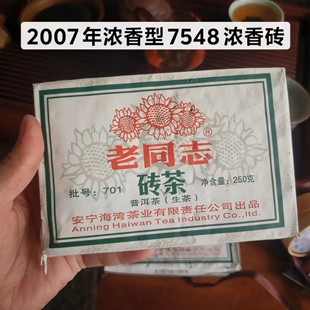 2007年浓香型7548浓香砖
®
老同志
批号：701
砖茶
净含量：250克
普洱茶（生茶）
安宁海湾茶业有限责任公司出品
Anning Haiwan Tea Industry Co.,Ltd.